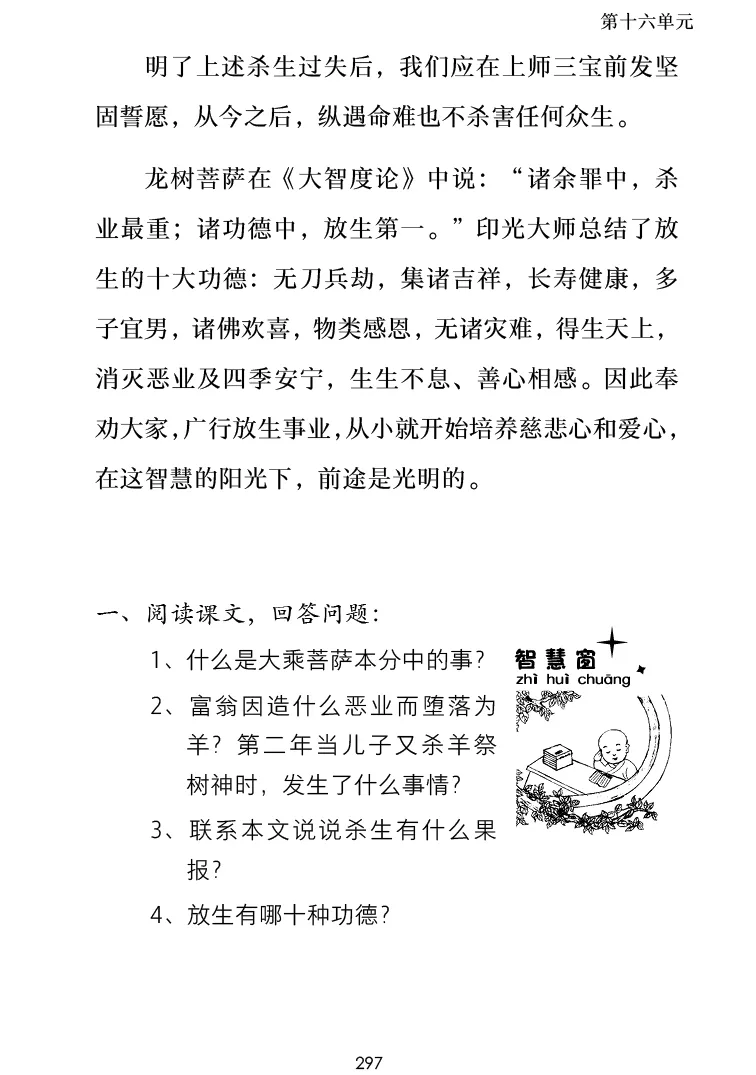 第十六单元
明了上述杀生过失后，我们应在上师三宝前发坚
固誓愿，从今之后，纵遇命难也不杀害任何众生。
龙树菩萨在《大智度论》中说：“诸余罪中，杀
业最重；诸功德中，放生第一。”印光大师总结了放
生的十大功德：无刀兵劫，集诸吉祥，长寿健康，多
子宜男，诸佛欢喜，物类感恩，无诸灾难，得生天上，
消灭恶业及四季安宁，生生不息、善心相感。因此奉
劝大家，广行放生事业，从小就开始培养慈悲心和爱心，
在这智慧的阳光下，前途是光明的。
一、阅读课文，回答问题：
1、什么是大乘菩萨本分中的事？
2、富翁因造什么恶业而堕落为
羊？第二年当儿子又杀羊祭
树神时，发生了什么事情？
3、联系本文说说杀生有什么果
报？
4、放生有哪十种功德？
智慧窗
zhì huì chuāng
297